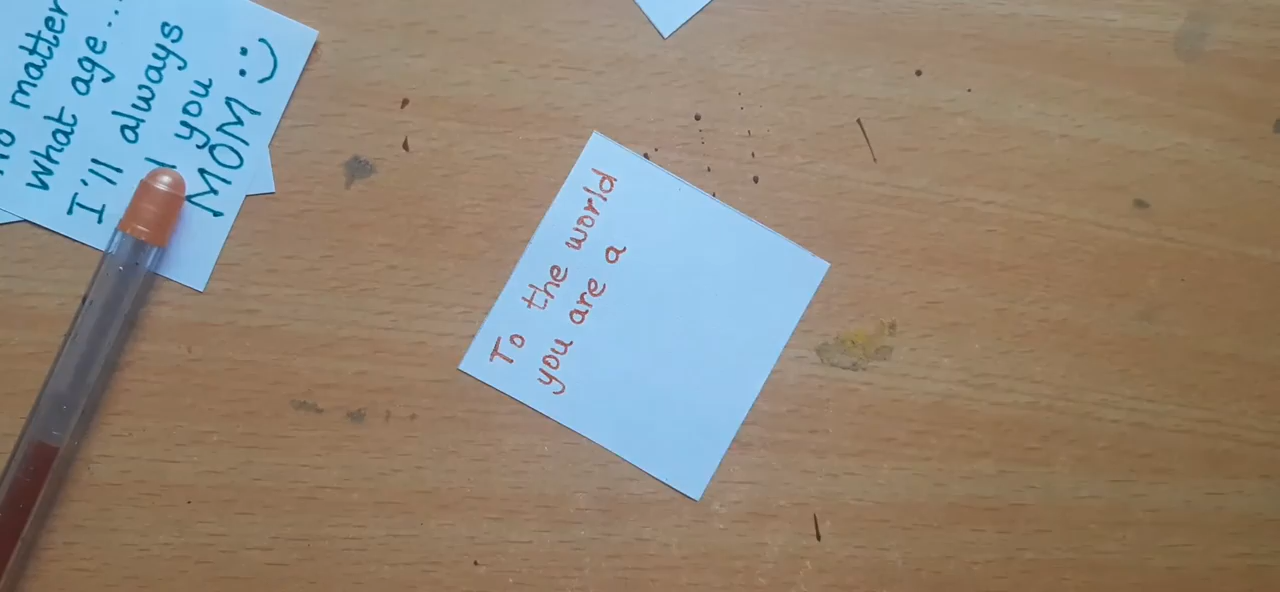 matter
what age...
I'll always
you
MOM :)
To the world
you are a